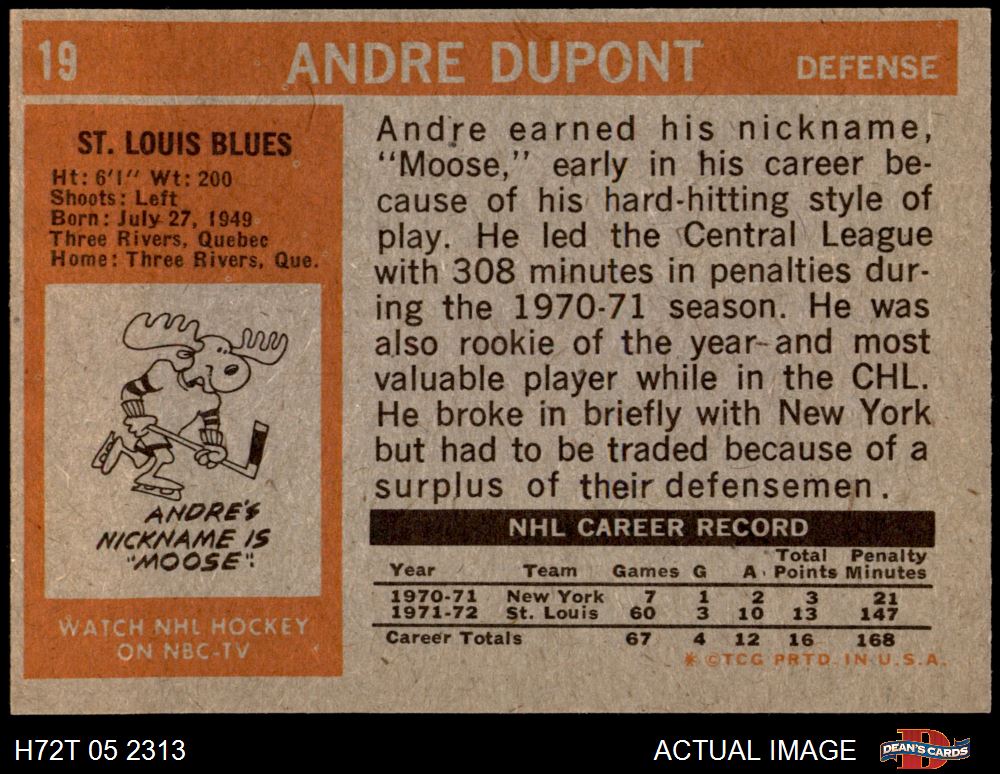 19 ANDRE DUPONT DEFENSE
ST. LOUIS BLUES
Ht: 6'1" Wt: 200
Shoots: Left
Born: July 27, 1949
Three Rivers, Quebec
Home: Three Rivers, Que.
ANDRE'S
NICKNAME IS
"MOOSE".
WATCH NHL HOCKEY
ON NBC-TV
Andre earned his nickname,
"Moose," early in his career be-
cause of his hard-hitting style of
play. He led the Central League
with 308 minutes in penalties dur-
ing the 1970-71 season. He was
also rookie of the year and most
valuable player while in the CHL.
He broke in briefly with New York
but had to be traded because of a
surplus of their defensemen.
NHL CAREER RECORD
Total Penalty
Year Team Games G A Points Minutes
1970-71 New York 7 1 2 3 21
1971-72 St. Louis 60 3 10 13 147
Career Totals 67 4 12 16 168
* ©TCG PRTD. IN U.S.A.
H72T 05 2313 ACTUAL IMAGE DEAN'S CARDS